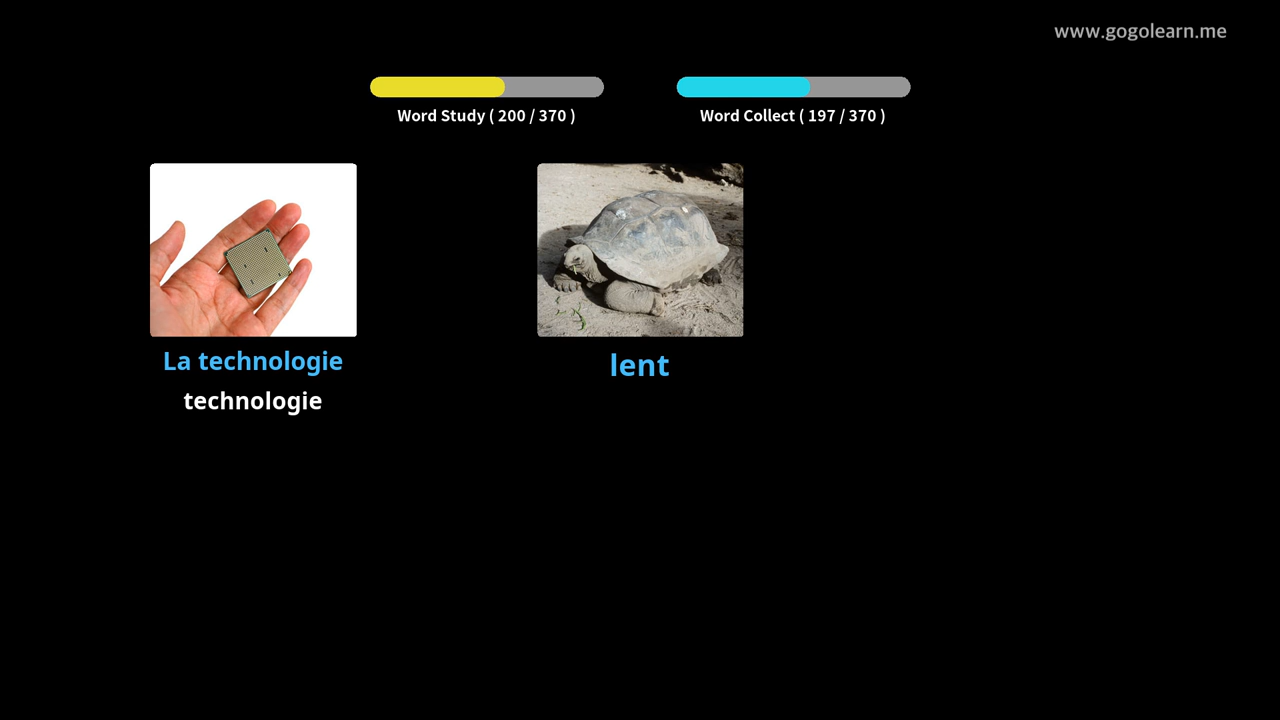 www.gogolearn.me
Word Study ( 200 / 370 )
Word Collect ( 197 / 370 )
La technologie
technologie
lent